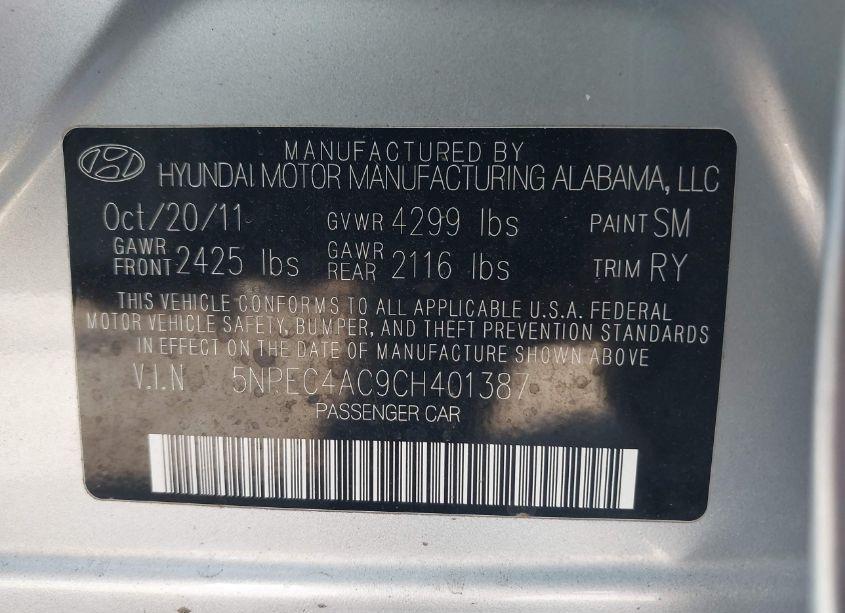 MANUFACTURED BY
HYUNDAI MOTOR MANUFACTURING ALABAMA, LLC
Oct/20/11 GVWR 4299 lbs PAINT SM
GAWR FRONT 2425 lbs GAWR REAR 2116 lbs TRIM RY
THIS VEHICLE CONFORMS TO ALL APPLICABLE U.S.A. FEDERAL
MOTOR VEHICLE SAFETY, BUMPER, AND THEFT PREVENTION STANDARDS
IN EFFECT ON THE DATE OF MANUFACTURE SHOWN ABOVE
V.I.N 5NPEC4AC9CH401387
PASSENGER CAR